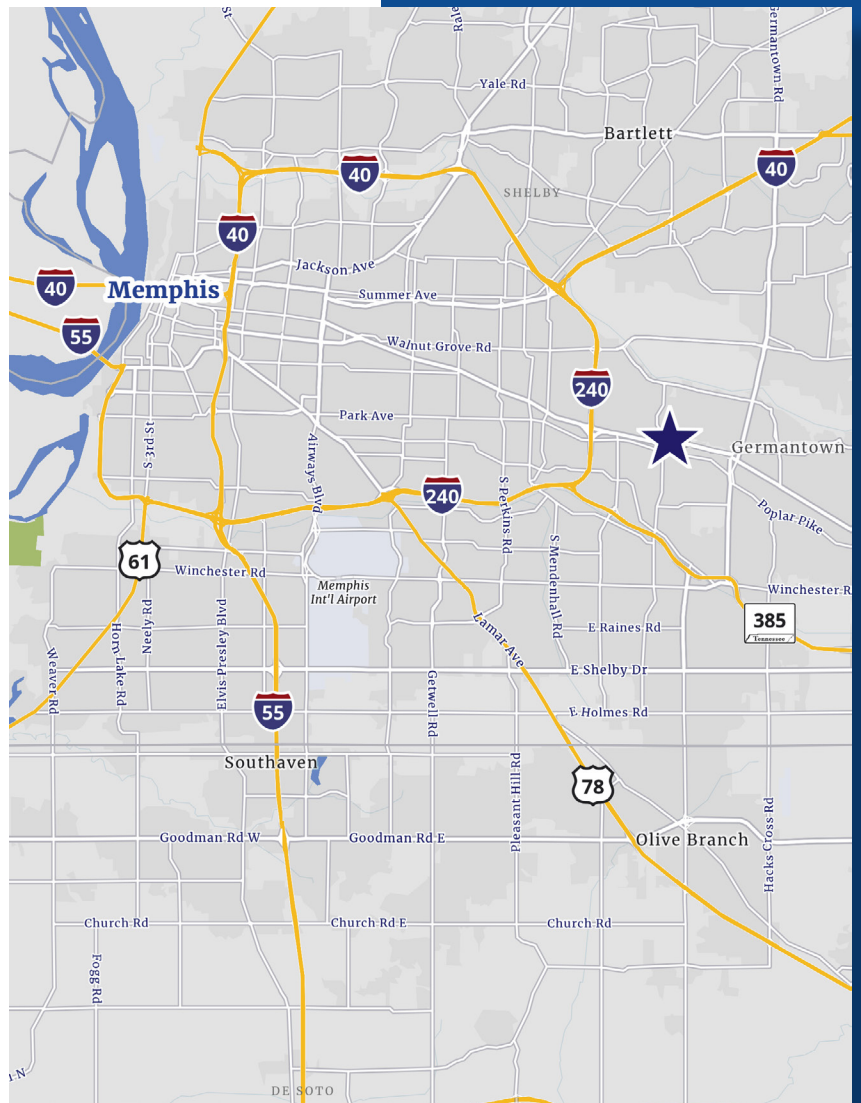 St
Rale
Germantown Rd
Yale Rd
Bartlett
40
40
SHELBY
40
Jackson Ave
40
Memphis
Summer Ave
55
Walnut Grove Rd
240
Park Ave
S 3rd St
Airways Blvd
Germantown
240
S Perkins Rd
Poplar Pike
61
S Mendenhall Rd
Winchester Rd
Memphis
Int'l Airport
Winchester R
Neely Rd
Elvis Presley Blvd
385
Tennessee
Horn Lake Rd
Lamar Ave
E Raines Rd
Weaver Rd
E Shelby Dr
Getwell Rd
55
E Holmes Rd
Southaven
78
Pleasant Hill Rd
Hacks Cross Rd
Goodman Rd W
Goodman Rd E
Olive Branch
Church Rd
Church Rd E
Church Rd
Fogg Rd
N
DE SOTO